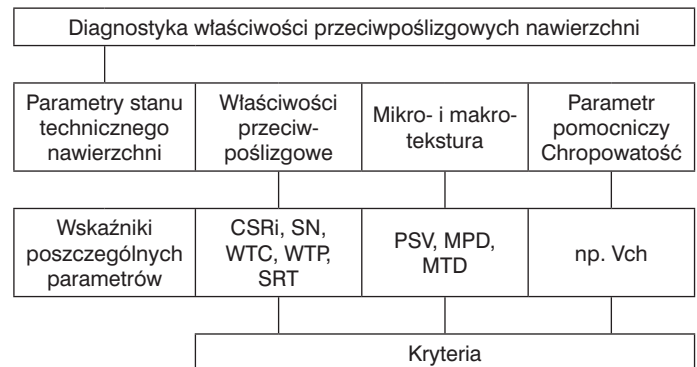 Diagnostyka właściwości przeciwpoślizgowych nawierzchni
Parametry stanu
technicznego
nawierzchni
Właściwości
przeciw-
poślizgowe
Mikro- i makro-
tekstura
Parametr
pomocniczy
Chropowatość
Wskaźniki
poszczególnych
parametrów
CSRi, SN,
WTC, WTP,
SRT
PSV, MPD,
MTD
np. Vch
Kryteria